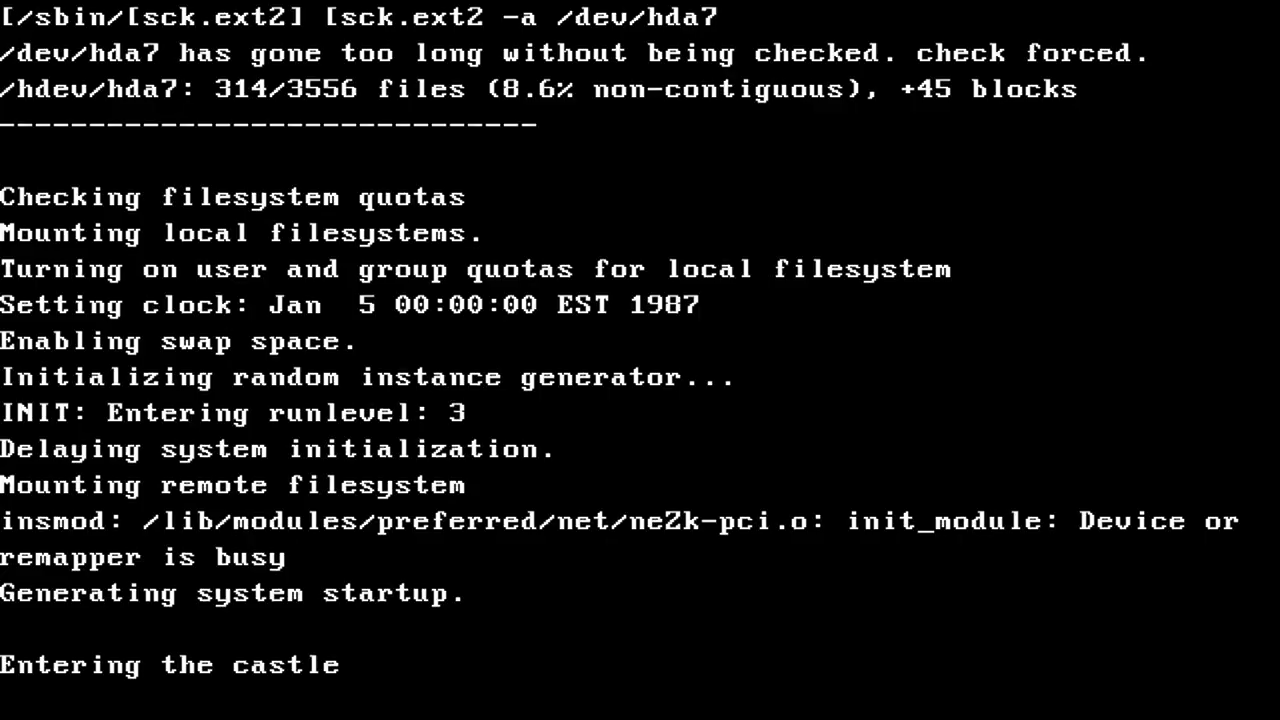 [/sbin/[sck.ext2] [sck.ext2 -a /dev/hda7
/dev/hda7 has gone too long without being checked. check forced.
/hdev/hda7: 314/3556 files (8.6% non-contiguous), +45 blocks
------------------------------
Checking filesystem quotas
Mounting local filesystems.
Turning on user and group quotas for local filesystem
Setting clock: Jan  5 00:00:00 EST 1987
Enabling swap space.
Initializing random instance generator...
INIT: Entering runlevel: 3
Delaying system initialization.
Mounting remote filesystem
insmod: /lib/modules/preferred/net/ne2k-pci.o: init_module: Device or
remapper is busy
Generating system startup.
Entering the castle